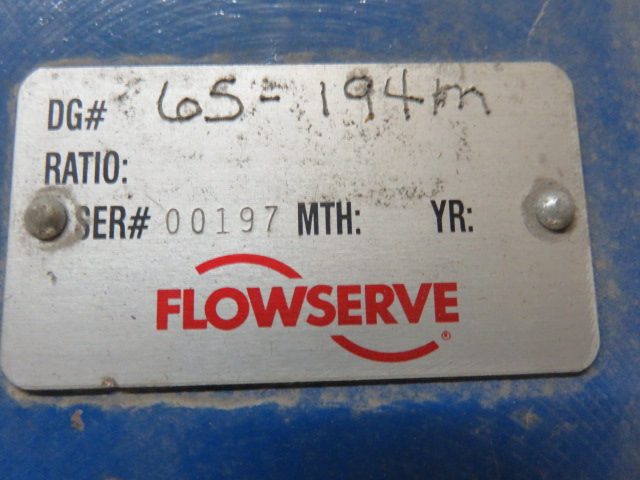 DG# 65-194m
RATIO:
SER# 00197 MTH: YR:
FLOWSERVE®